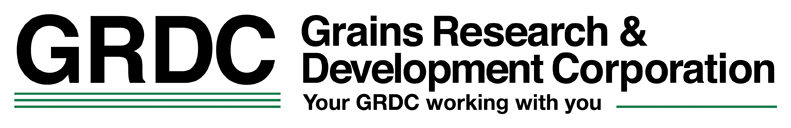 GRDC
Grains Research &
Development Corporation
Your GRDC working with you